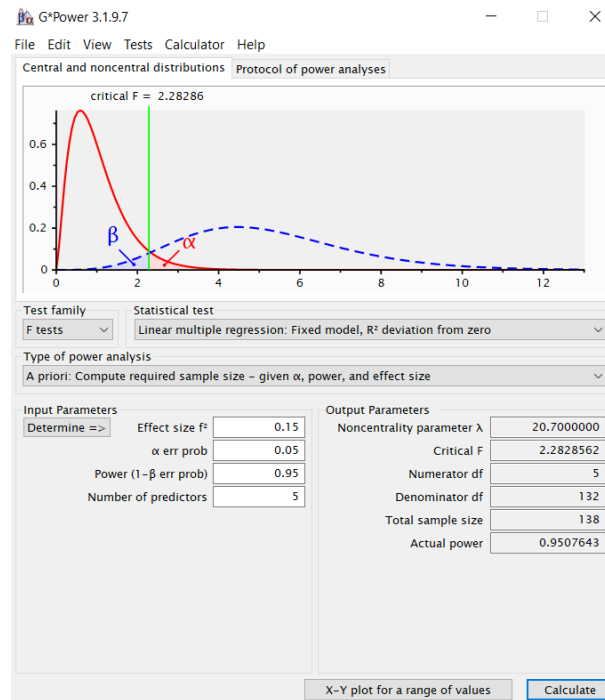 βα G*Power 3.1.9.7
File Edit View Tests Calculator Help
Central and noncentral distributions Protocol of power analyses
critical F = 2.28286
0.6
0.4
0.2
β α
0
0 2 4 6 8 10 12
Test family Statistical test
F tests Linear multiple regression: Fixed model, R² deviation from zero
Type of power analysis
A priori: Compute required sample size – given α, power, and effect size
Input Parameters Output Parameters
Determine => Effect size f² 0.15 Noncentrality parameter λ 20.7000000
α err prob 0.05 Critical F 2.2828562
Power (1-β err prob) 0.95 Numerator df 5
Number of predictors 5 Denominator df 132
Total sample size 138
Actual power 0.9507643
X-Y plot for a range of values Calculate